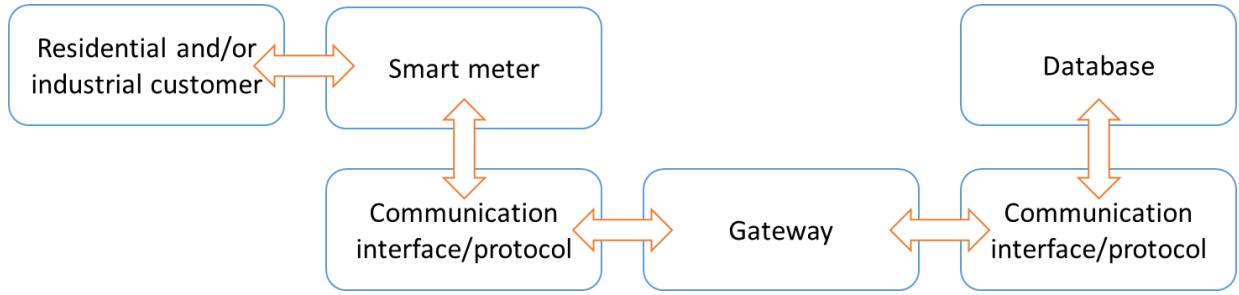 Residential and/or
industrial customer
Smart meter
Database
Communication
interface/protocol
Gateway
Communication
interface/protocol